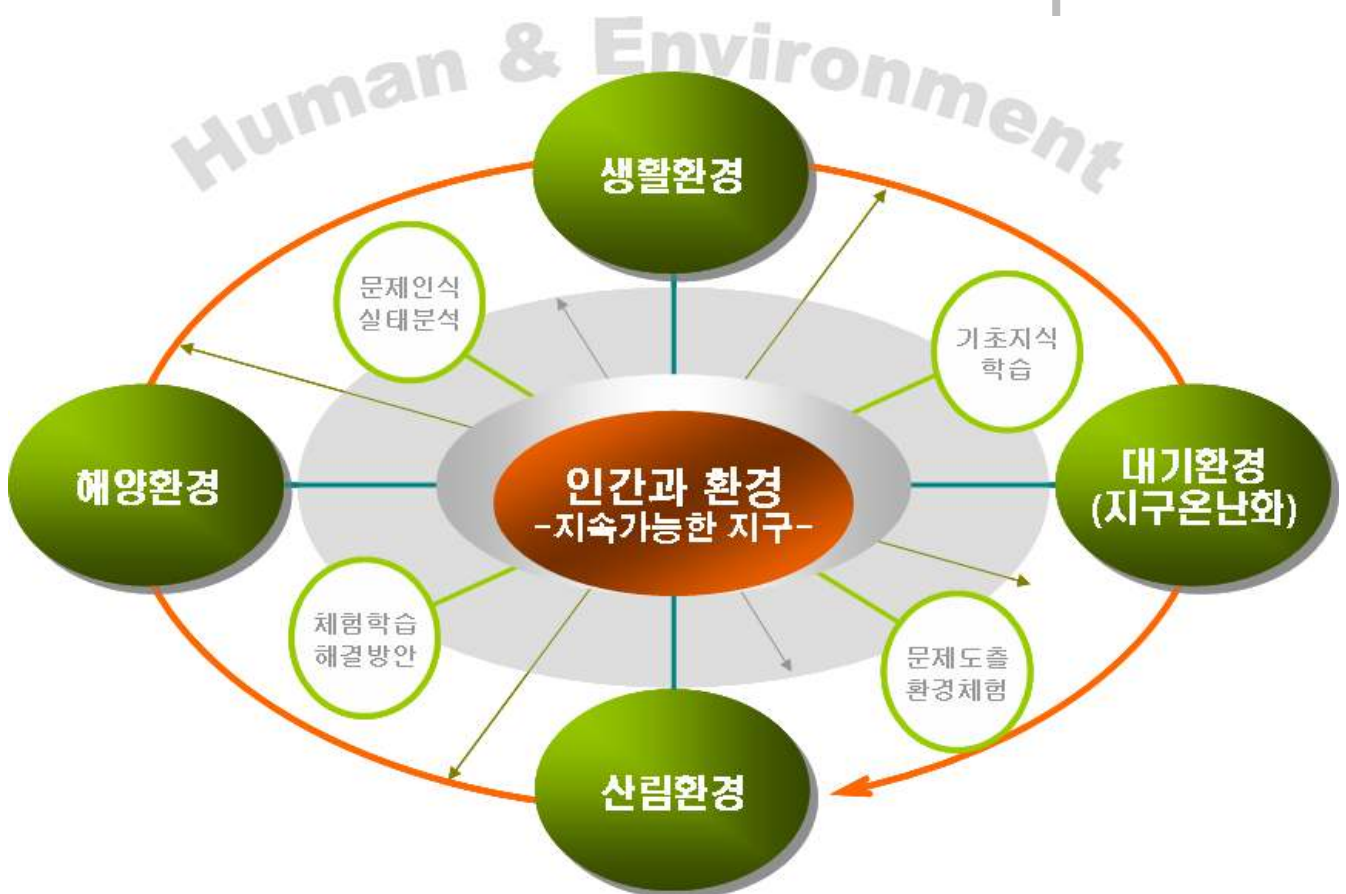 Human & Environment
생활환경
문제인식
실태분석
기초지식
학습
해양환경
인간과 환경
-지속가능한 지구-
대기환경
(지구온난화)
체험학습
해결방안
문제도출
환경체험
산림환경